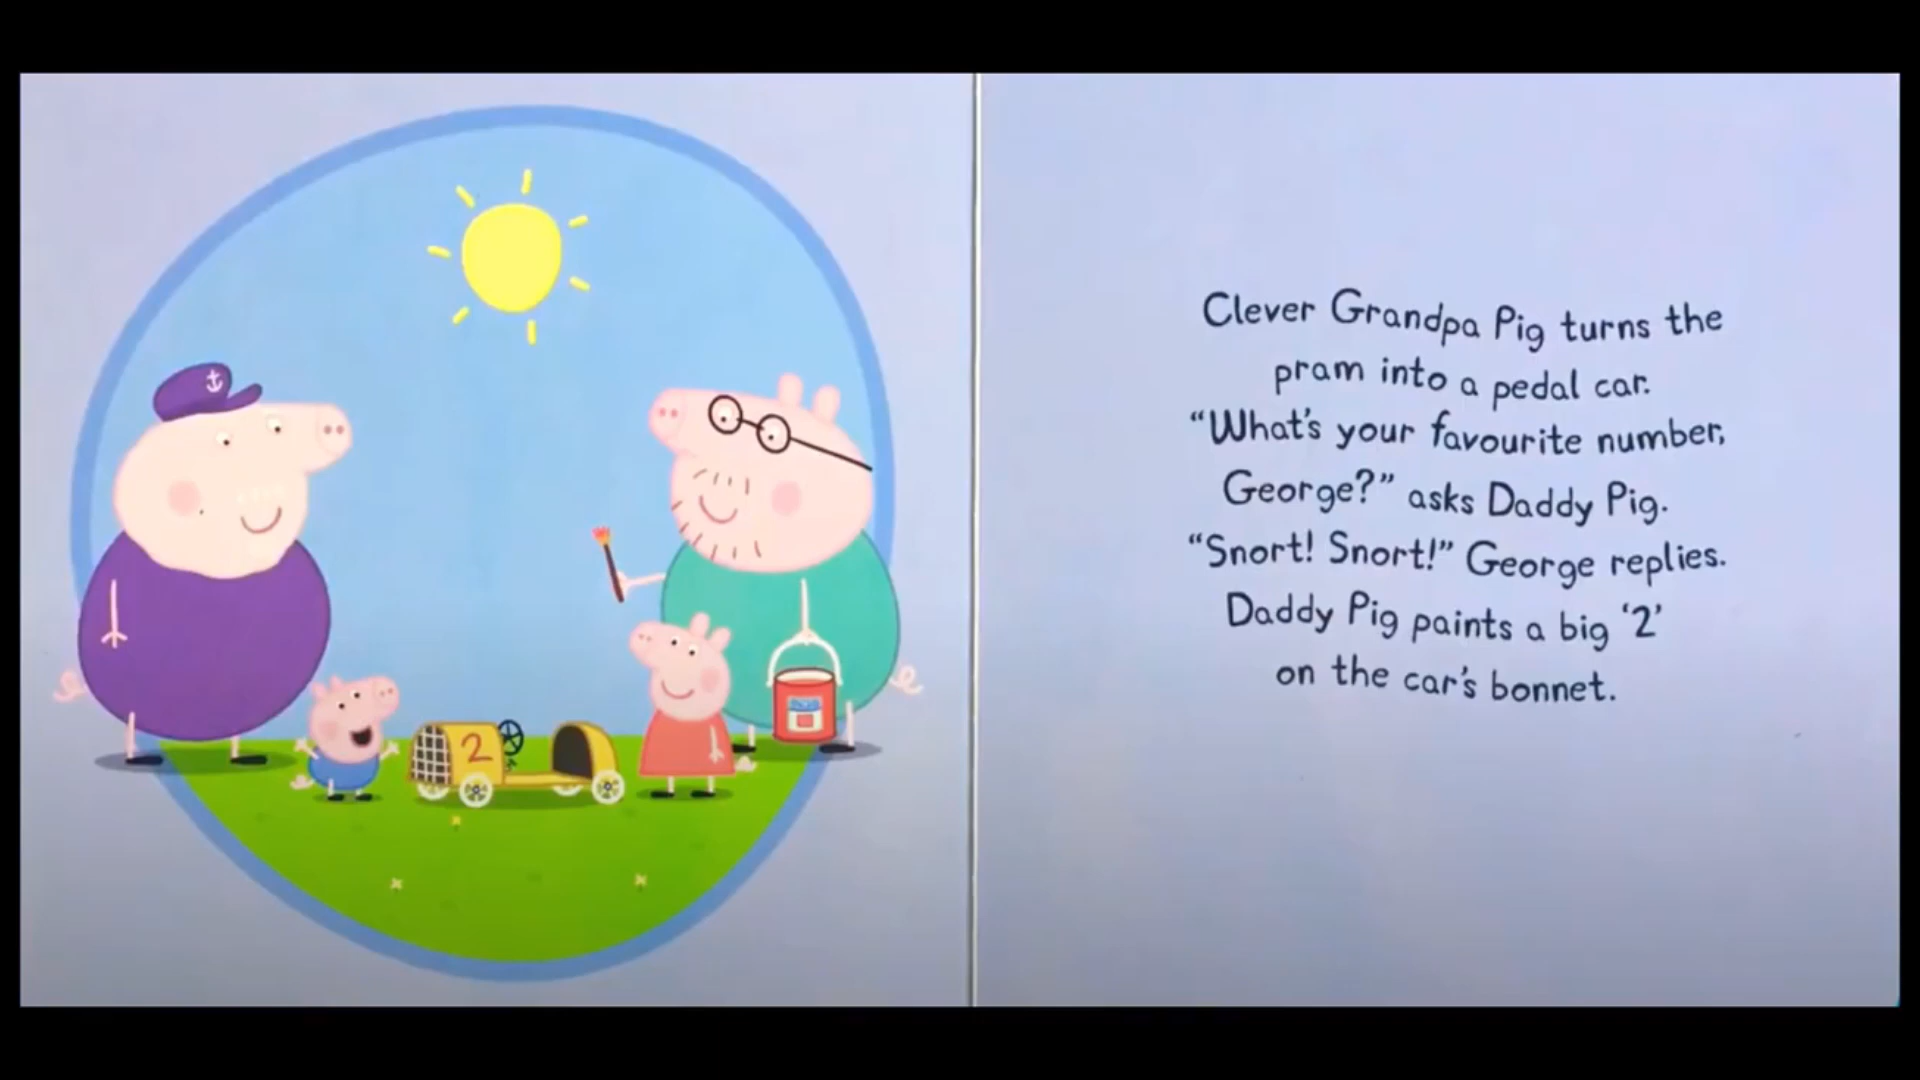 2
Clever Grandpa Pig turns the
pram into a pedal car.
“What's your favourite number,
George?” asks Daddy Pig.
“Snort! Snort!” George replies.
Daddy Pig paints a big ‘2’
on the car's bonnet.